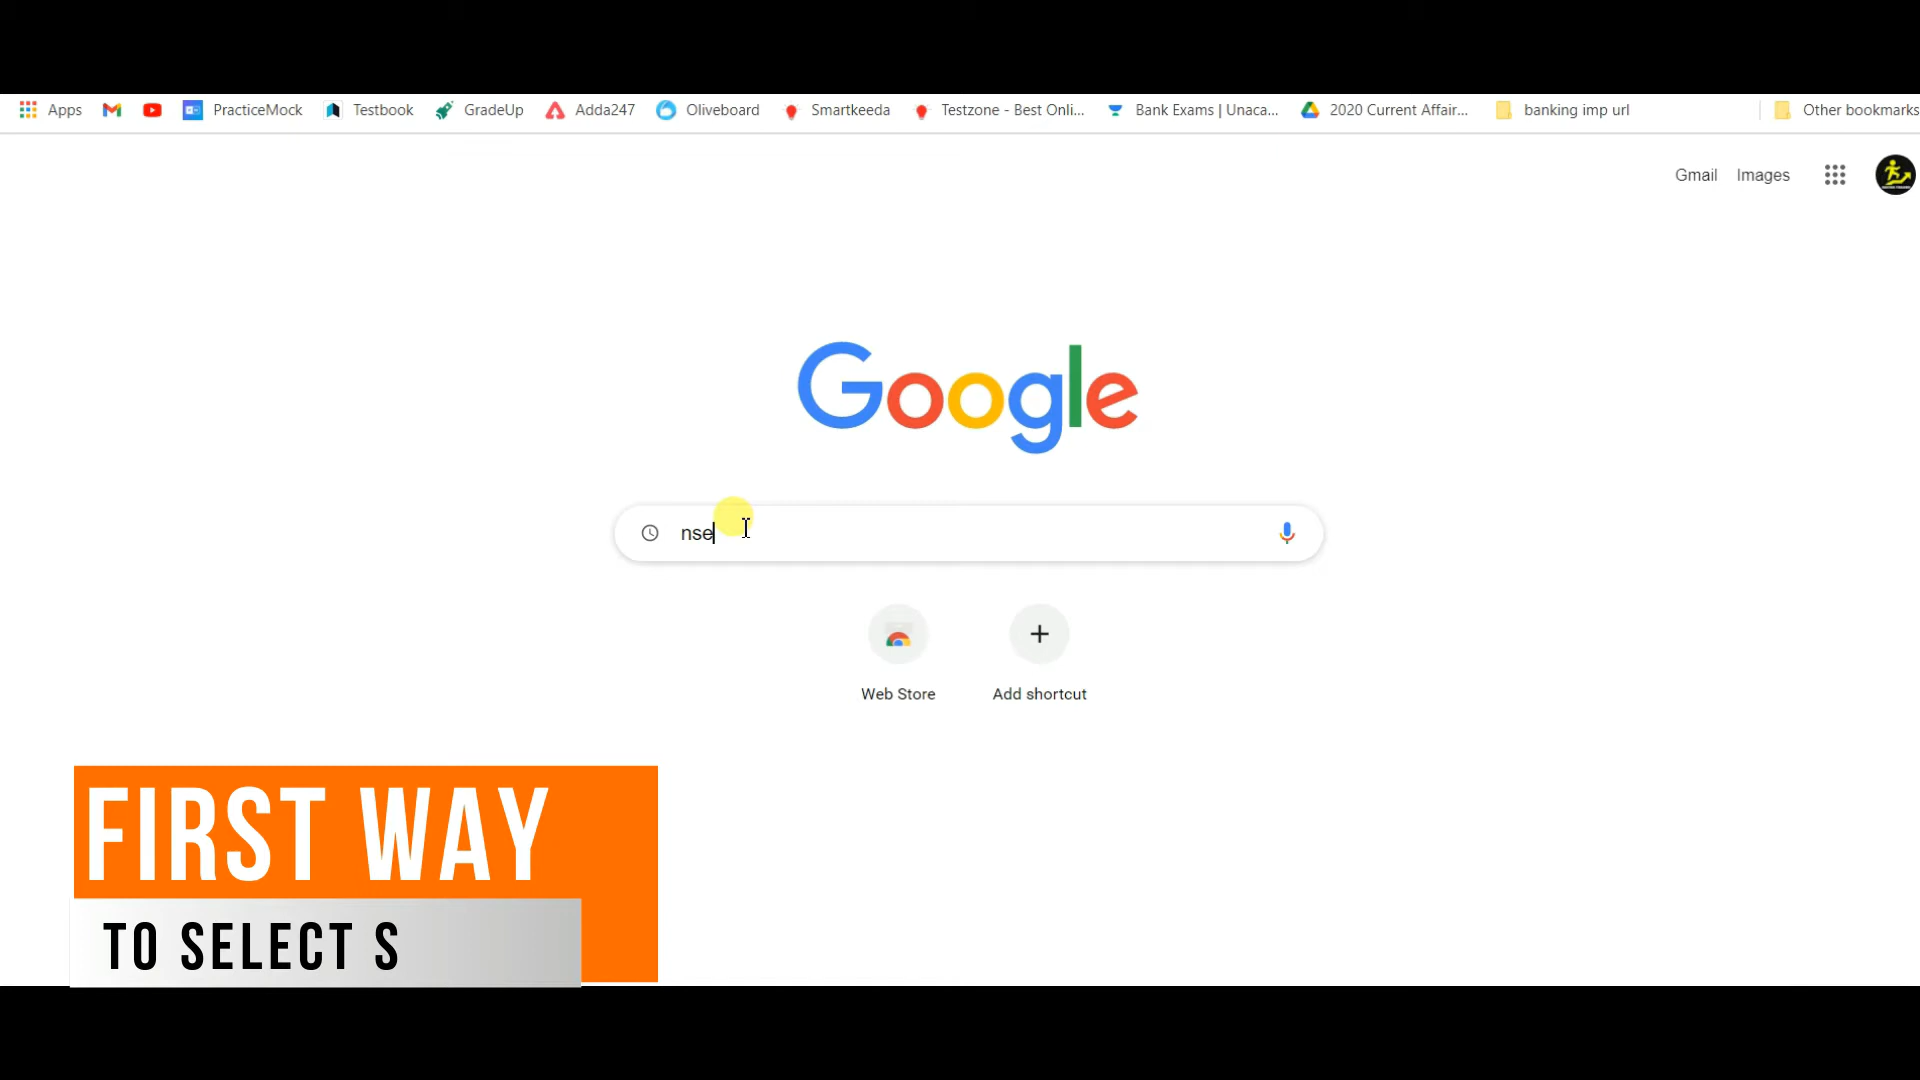 Apps PracticeMock Testbook GradeUp Adda247 Oliveboard Smartkeeda Testzone - Best Onli... Bank Exams | Unaca... 2020 Current Affair... banking imp url Other bookmarks
Gmail Images
Google
nse
Web Store Add shortcut
FIRST WAY
TO SELECT S